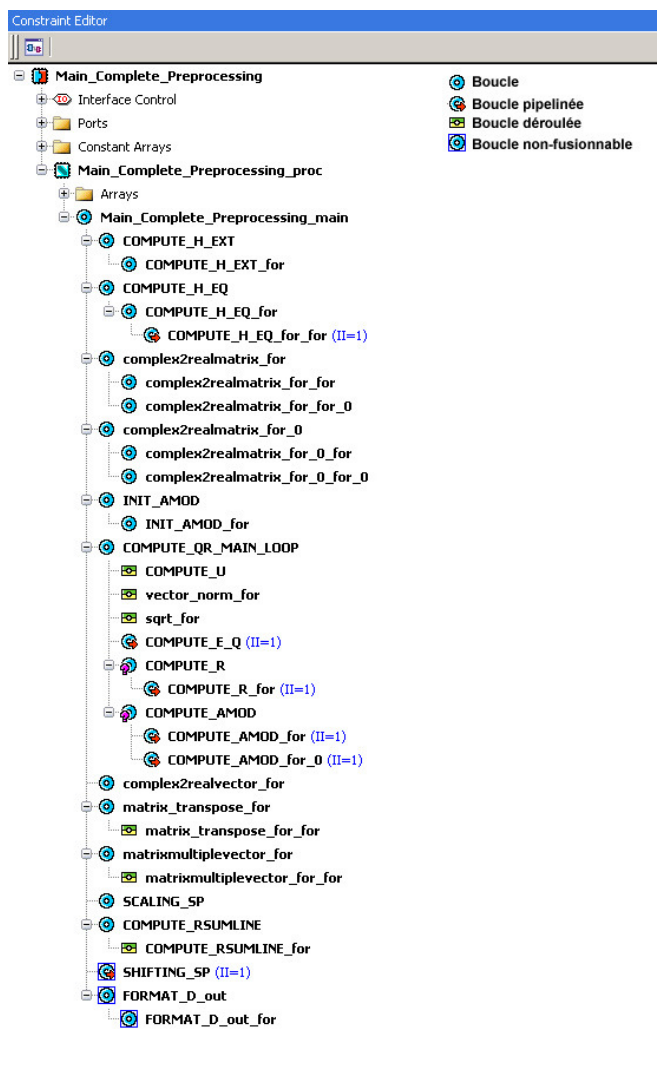 Constraint Editor
Main_Complete_Preprocessing
Interface Control
Ports
Constant Arrays
Main_Complete_Preprocessing_proc
Arrays
Main_Complete_Preprocessing_main
COMPUTE_H_EXT
COMPUTE_H_EXT_for
COMPUTE_H_EQ
COMPUTE_H_EQ_for
COMPUTE_H_EQ_for_for (II=1)
complex2realmatrix_for
complex2realmatrix_for_for
complex2realmatrix_for_for_0
complex2realmatrix_for_0
complex2realmatrix_for_0_for
complex2realmatrix_for_0_for_0
INIT_AMOD
INIT_AMOD_for
COMPUTE_QR_MAIN_LOOP
COMPUTE_U
vector_norm_for
sqrt_for
COMPUTE_E_Q (II=1)
COMPUTE_R
COMPUTE_R_for (II=1)
COMPUTE_AMOD
COMPUTE_AMOD_for (II=1)
COMPUTE_AMOD_for_0 (II=1)
complex2realvector_for
matrix_transpose_for
matrix_transpose_for_for
matrixmultiplevector_for
matrixmultiplevector_for_for
SCALING_SP
COMPUTE_RSUMLINE
COMPUTE_RSUMLINE_for
SHIFTING_SP (II=1)
FORMAT_D_out
FORMAT_D_out_for
Boucle
Boucle pipelinée
Boucle déroulée
Boucle non-fusionnable